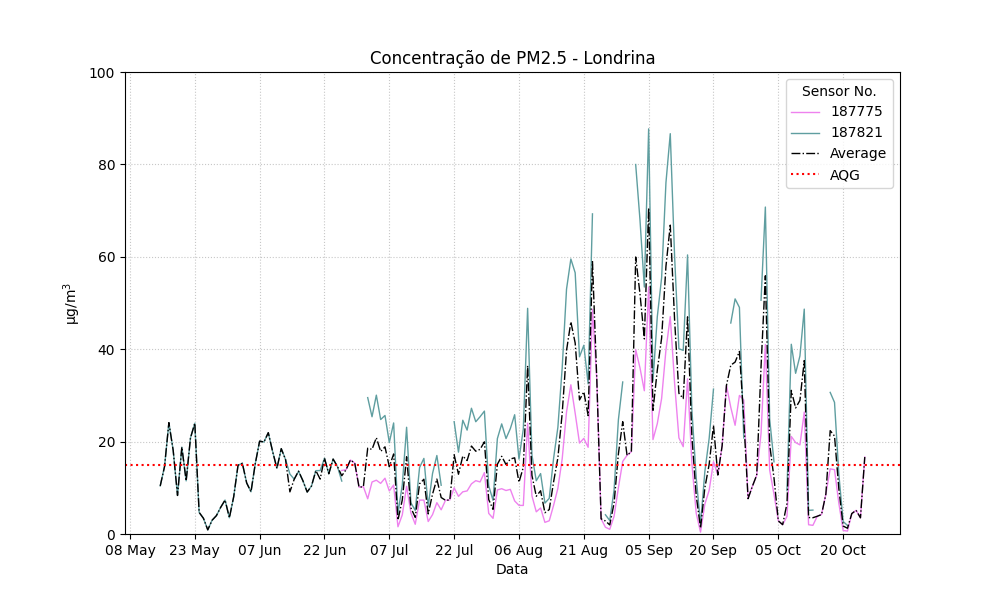 Concentração de PM2.5 - Londrina
Sensor No.
187775
187821
Average
AQG
100
80
60
40
20
0
µg/m³
08 May
23 May
07 Jun
22 Jun
07 Jul
22 Jul
06 Aug
21 Aug
05 Sep
20 Sep
05 Oct
20 Oct
Data